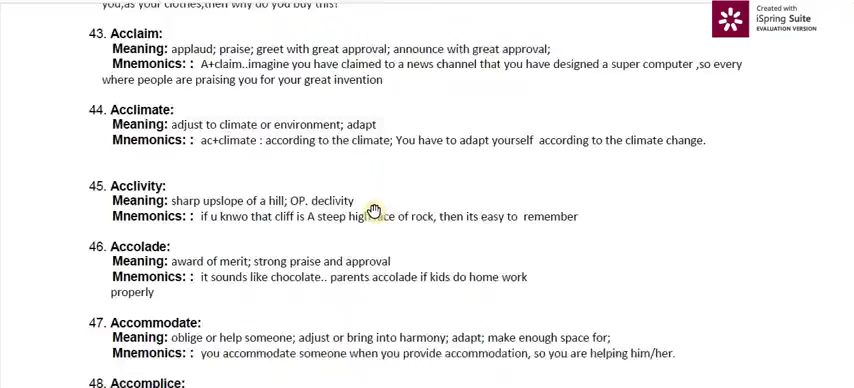 you,as your clothes,then why do you buy this!
Created with
iSpring Suite
EVALUATION VERSION
43. Acclaim:
Meaning: applaud; praise; greet with great approval; announce with great approval;
Mnemonics: : A+claim..imagine you have claimed to a news channel that you have designed a super computer ,so every
where people are praising you for your great invention
44. Acclimate:
Meaning: adjust to climate or environment; adapt
Mnemonics: : ac+climate : according to the climate; You have to adapt yourself according to the climate change.
45. Acclivity:
Meaning: sharp upslope of a hill; OP. declivity
Mnemonics: : if u knwo that cliff is A steep high of rock, then its easy to remember
46. Accolade:
Meaning: award of merit; strong praise and approval
Mnemonics: : it sounds like chocolate.. parents accolade if kids do home work
properly
47. Accommodate:
Meaning: oblige or help someone; adjust or bring into harmony; adapt; make enough space for;
Mnemonics: : you accommodate someone when you provide accommodation, so you are helping him/her.
48. Accomplice: